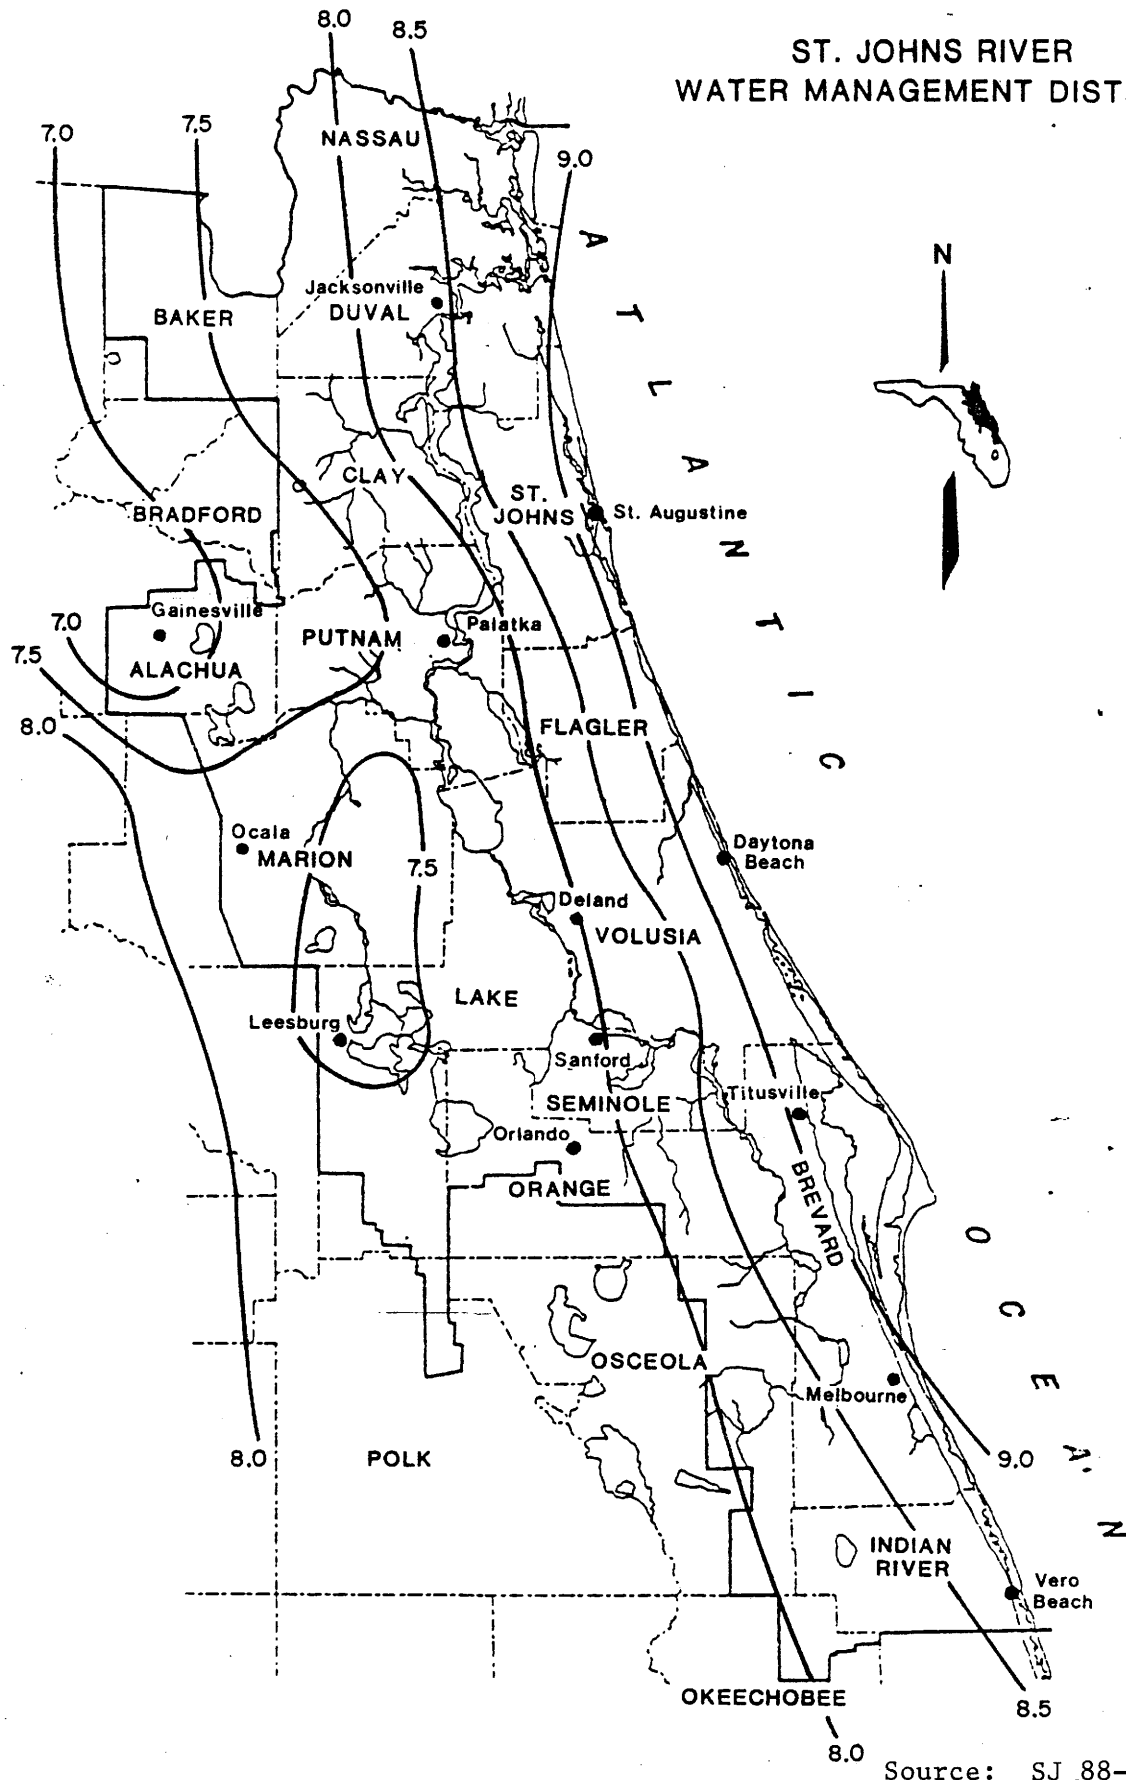 8.0
8.5
ST. JOHNS RIVER
WATER MANAGEMENT DIST.
7.0
7.5
NASSAU
9.0
A
T
L
A
N
T
I
C
N
Jacksonville
DUVAL
BAKER
CLAY
ST.
JOHNS
St. Augustine
BRADFORD
Gainesville
7.0
PUTNAM
Palatka
7.5
ALACHUA
8.0
FLAGLER
Ocala
MARION
7.5
Daytona
Beach
Deland
VOLUSIA
LAKE
Leesburg
Sanford
Titusville
SEMINOLE
Orlando
ORANGE
BREVARD
O
C
E
A
N
OSCEOLA
Melbourne
8.0
POLK
9.0
INDIAN
RIVER
Vero
Beach
OKEECHOBEE
8.5
8.0
Source: SJ 88-